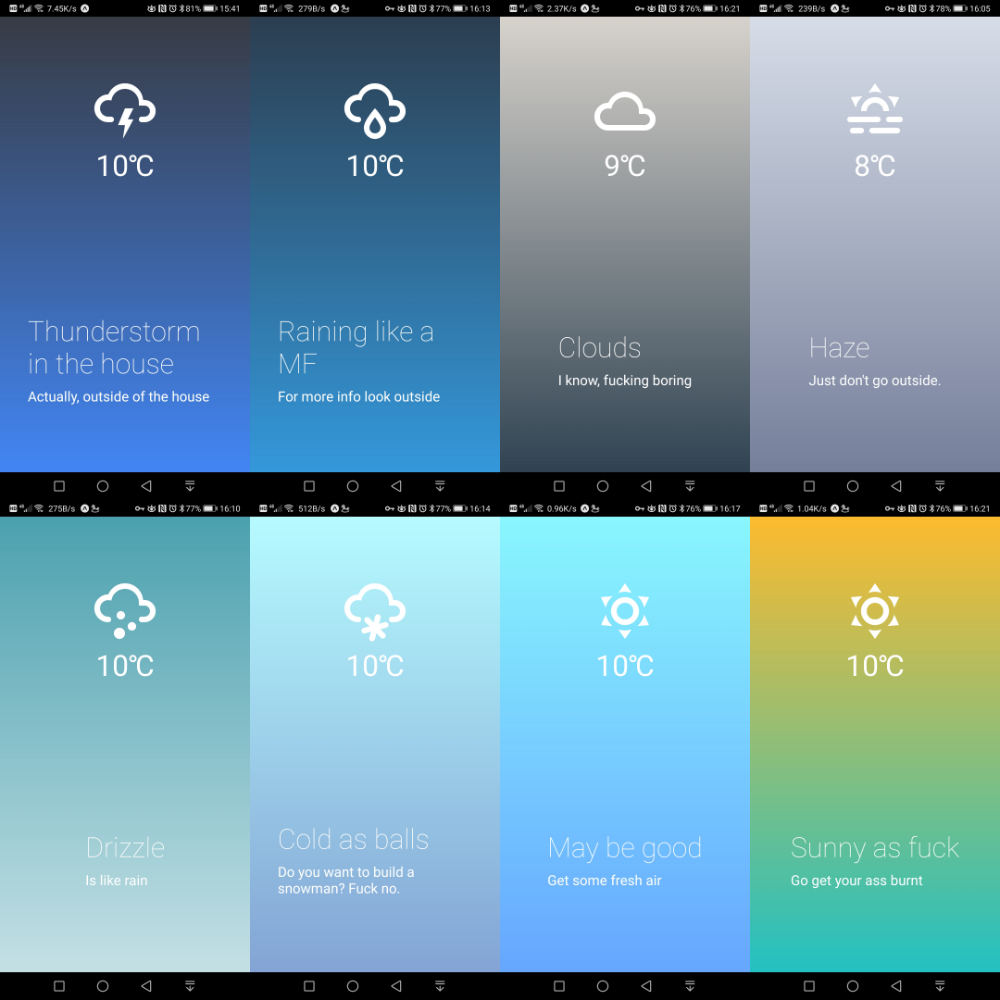 7.45K/s 81% 15:41
10℃
Thunderstorm
in the house
Actually, outside of the house
279B/s 77% 16:13
10℃
Raining like a
MF
For more info look outside
2.37K/s 76% 16:21
9℃
Clouds
I know, fucking boring
239B/s 78% 16:05
8℃
Haze
Just don't go outside.
275B/s 77% 16:10
10℃
Drizzle
Is like rain
512B/s 77% 16:14
10℃
Cold as balls
Do you want to build a
snowman? Fuck no.
0.96K/s 76% 16:17
10℃
May be good
Get some fresh air
1.04K/s 76% 16:21
10℃
Sunny as fuck
Go get your ass burnt